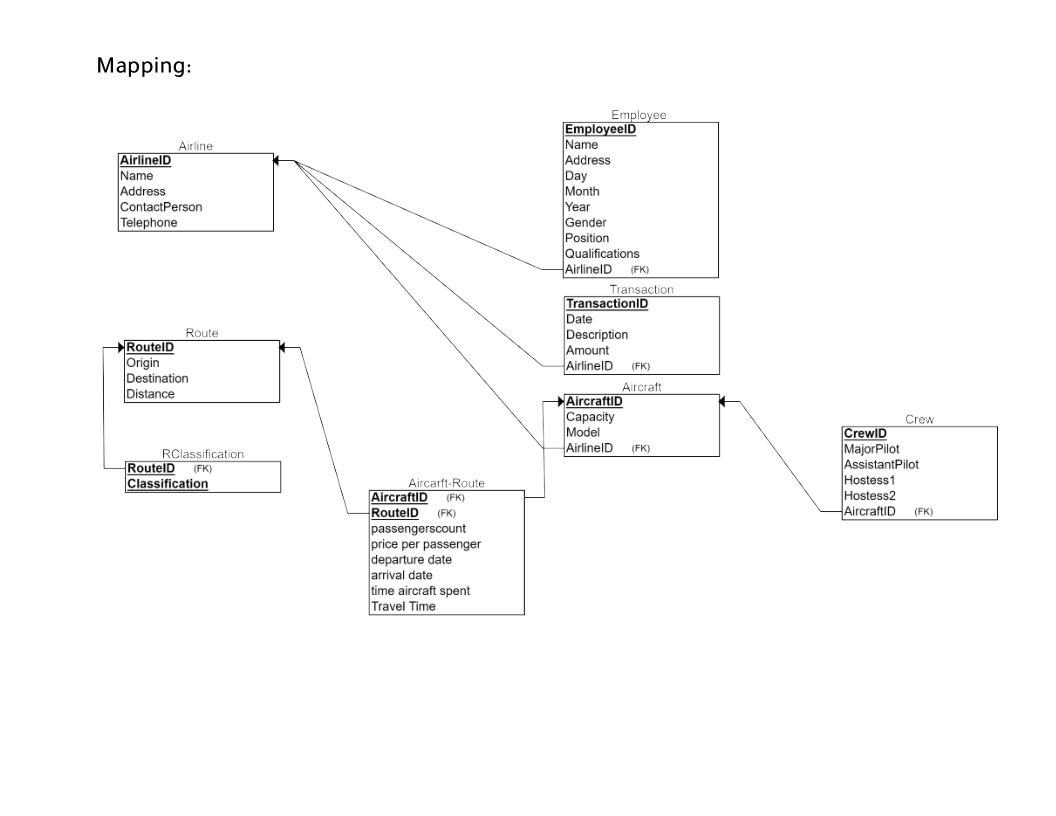 Mapping:
Airline
AirlineID
Name
Address
ContactPerson
Telephone
Employee
EmployeeID
Name
Address
Day
Month
Year
Gender
Position
Qualifications
AirlineID (FK)
Transaction
TransactionID
Date
Description
Amount
AirlineID (FK)
Route
RouteID
Origin
Destination
Distance
Aircraft
AircraftID
Capacity
Model
AirlineID (FK)
Crew
CrewID
MajorPilot
AssistantPilot
Hostess1
Hostess2
AircraftID (FK)
RClassification
RouteID (FK)
Classification
Aircarft-Route
AircraftID (FK)
RouteID (FK)
passengerscount
price per passenger
departure date
arrival date
time aircraft spent
Travel Time